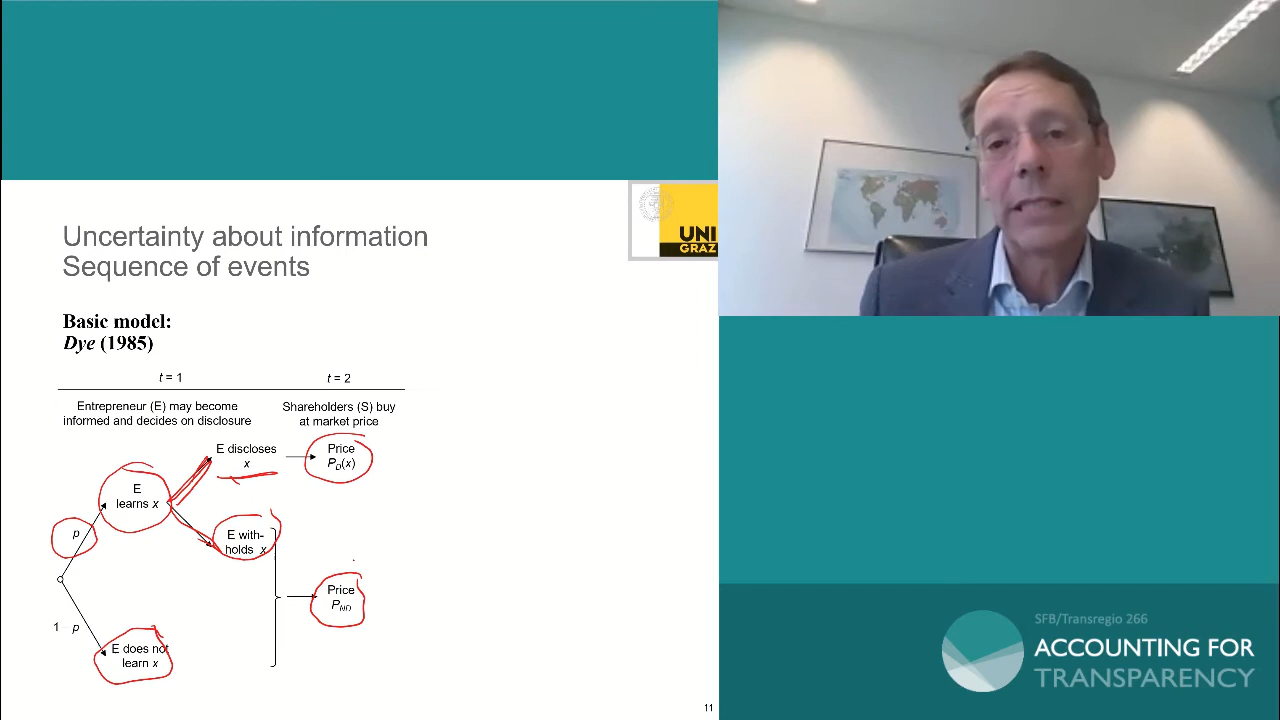 Uncertainty about information
Sequence of events
UNI
GRAZ
Basic model:
Dye (1985)
t = 1
t = 2
Entrepreneur (E) may become
informed and decides on disclosure
Shareholders (S) buy
at market price
E discloses
x
Price
P_D(x)
E
learns x
p
E with-
holds x
Price
P_ND
1 – p
E does not
learn x
11
SFB/Transregio 266
ACCOUNTING FOR
TRANSPARENCY